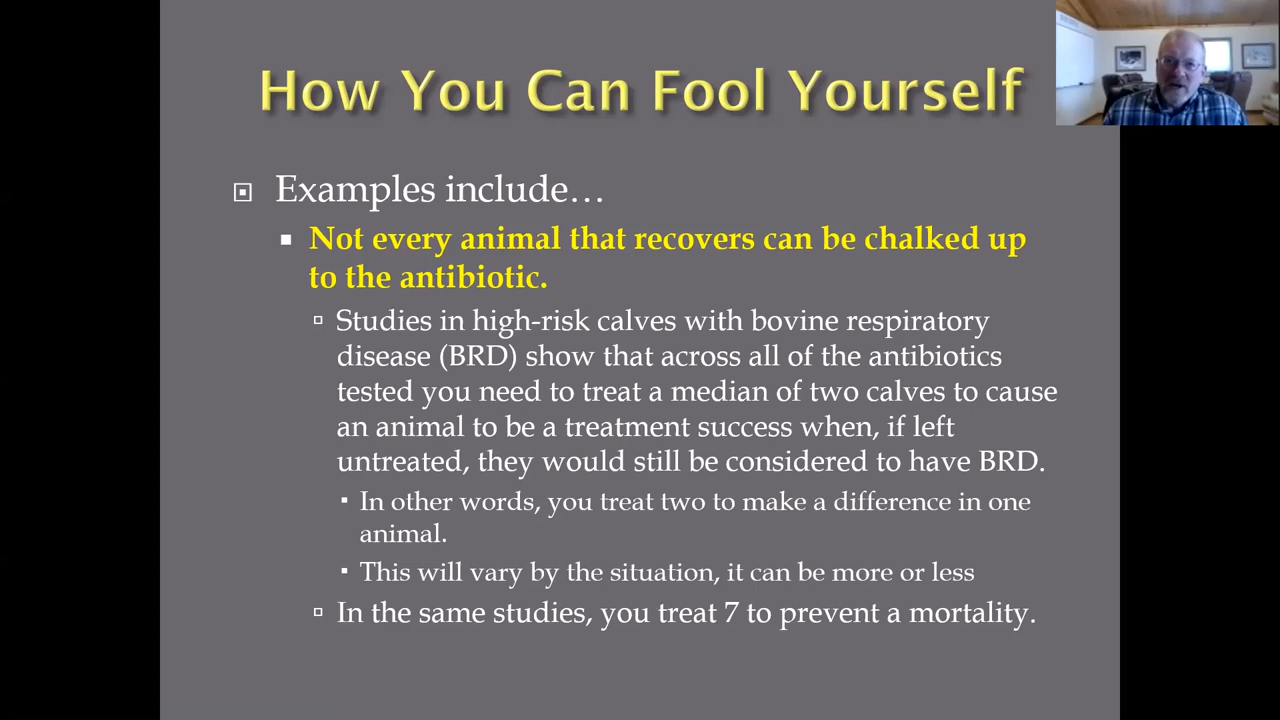 How You Can Fool Yourself
Examples include…
Not every animal that recovers can be chalked up
to the antibiotic.
Studies in high-risk calves with bovine respiratory
disease (BRD) show that across all of the antibiotics
tested you need to treat a median of two calves to cause
an animal to be a treatment success when, if left
untreated, they would still be considered to have BRD.
In other words, you treat two to make a difference in one
animal.
This will vary by the situation, it can be more or less
In the same studies, you treat 7 to prevent a mortality.